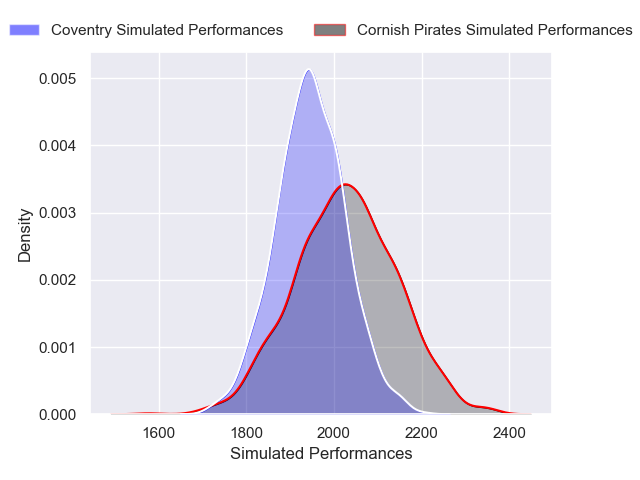 Coventry Simulated Performances
Cornish Pirates Simulated Performances
0.005
0.004
0.003
0.002
0.001
0.000
Density
1600
1800
2000
2200
2400
Simulated Performances